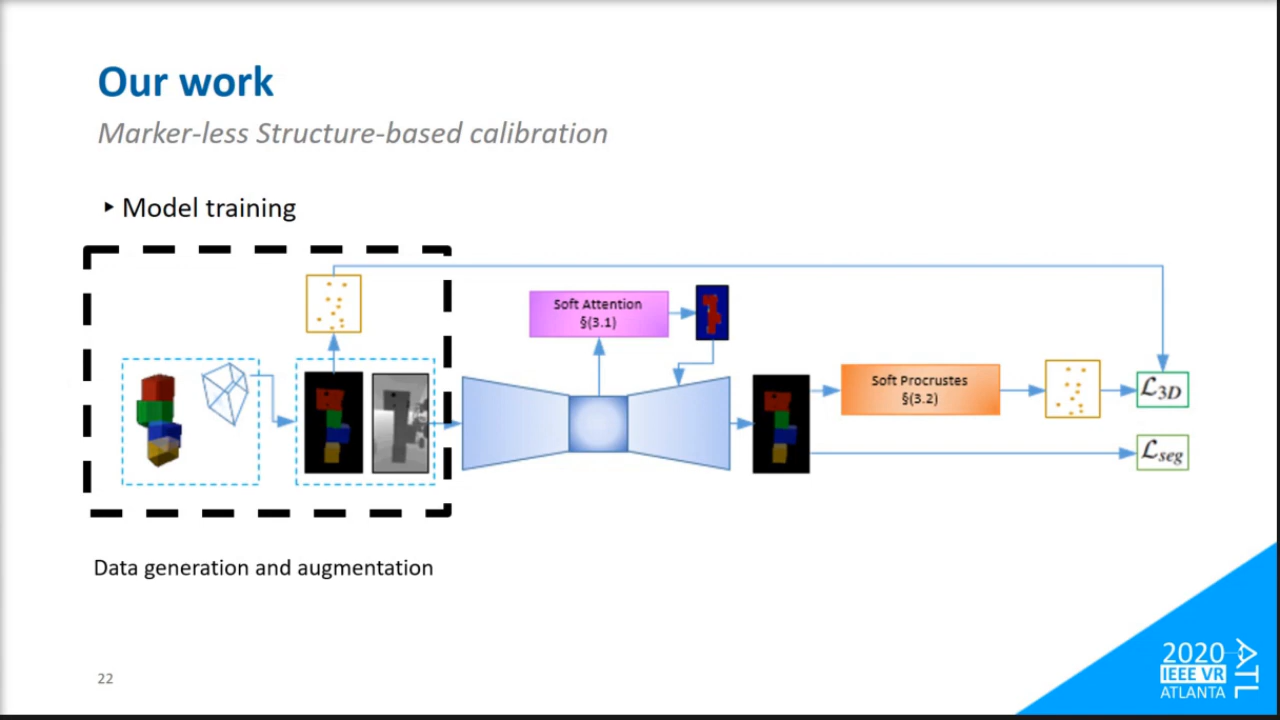 Our work
Marker-less Structure-based calibration
▸ Model training
Soft Attention
§(3.1)
Soft Procrustes
§(3.2)
ℒ3D
ℒseg
Data generation and augmentation
22
2020
IEEE VR
ATLANTA
ATL